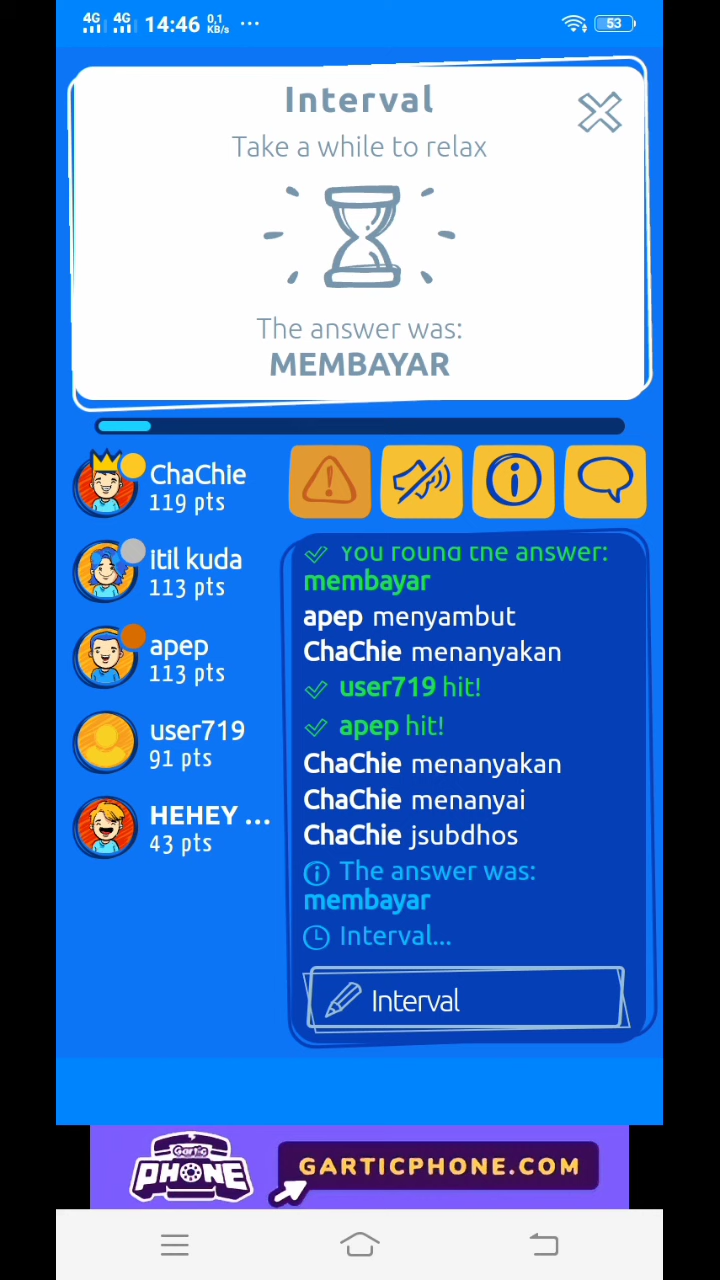 4G 4G 14:46 0,1 KB/s ... 53
Interval
Take a while to relax
The answer was:
MEMBAYAR
ChaChie
119 pts
itil kuda
113 pts
apep
113 pts
user719
91 pts
HEHEY ...
43 pts
You found the answer:
membayar
apep menyambut
ChaChie menanyakan
user719 hit!
apep hit!
ChaChie menanyakan
ChaChie menanyai
ChaChie jsubdhos
The answer was:
membayar
Interval...
Interval
Gartic
PHONE
GARTICPHONE.COM